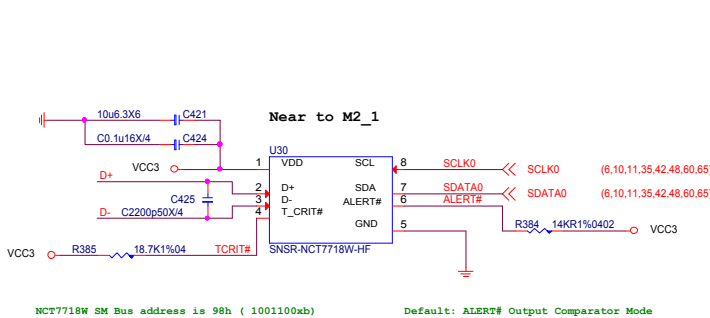 10u6.3X6 C421
Near to M2_1
C0.1u16X/4 C424
U30
VCC3 1 VDD SCL 8 SCLK0 SCLK0 (6,10,11,35,42,48,60,65)
D+ 2 D+ SDA 7 SDATA0 SDATA0 (6,10,11,35,42,48,60,65)
C425 3 D- ALERT# 6 ALERT#
D- C2200p50X/4 4 T_CRIT# GND 5 R384 14KR1%0402 VCC3
VCC3 R385 18.7K1%04 TCRIT# SNSR-NCT7718W-HF
NCT7718W SM Bus address is 98h ( 1001100xb) Default: ALERT# Output Comparator Mode